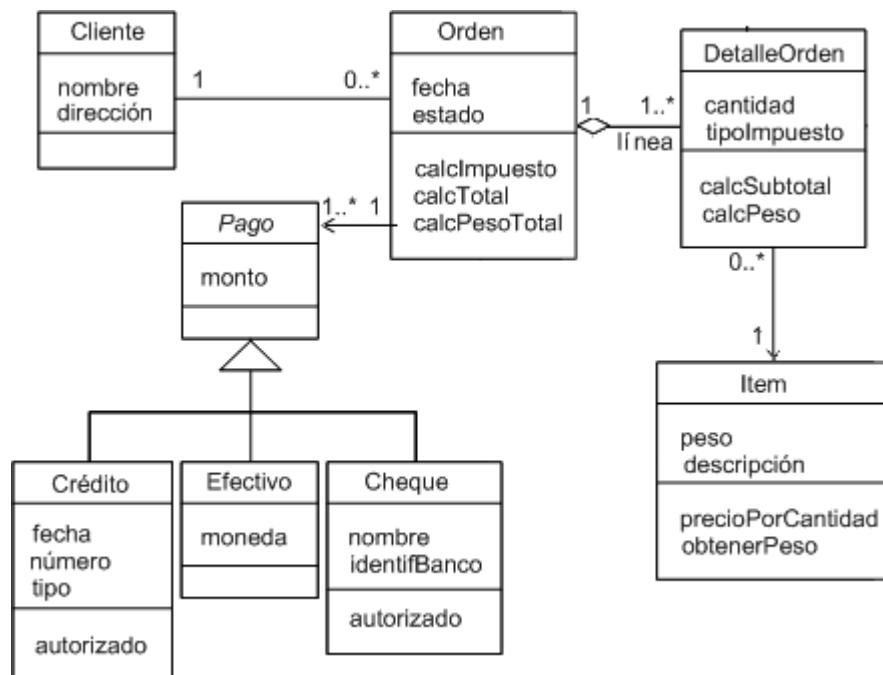 Cliente
nombre
dirección
1
0..*
Orden
fecha
estado
calcImpuesto
calcTotal
calcPesoTotal
1
1..*
línea
DetalleOrden
cantidad
tipoImpuesto
calcSubtotal
calcPeso
1..* 1
Pago
monto
0..*
1
Item
peso
descripción
precioPorCantidad
obtenerPeso
Crédito
fecha
número
tipo
autorizado
Efectivo
moneda
Cheque
nombre
identifBanco
autorizado